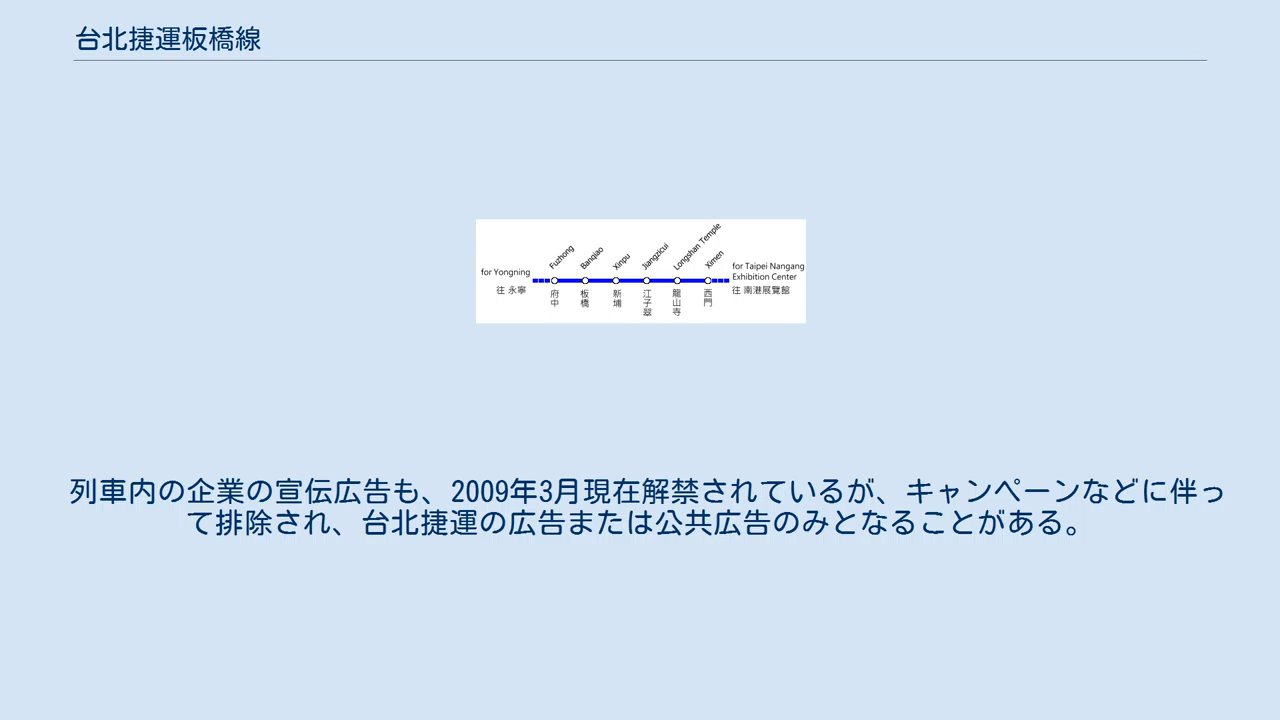 台北捷運板橋線
Fuzhong
Banqiao
Xinpu
Jiangzicui
Longshan Temple
Ximen
for Yongning
往 永寧
for Taipei Nangang
Exhibition Center
往 南港展覽館
府中
板橋
新埔
江子翠
龍山寺
西門
列車内の企業の宣伝広告も、2009年3月現在解禁されているが、キャンペーンなどに伴っ
て排除され、台北捷運の広告または公共広告のみとなることがある。